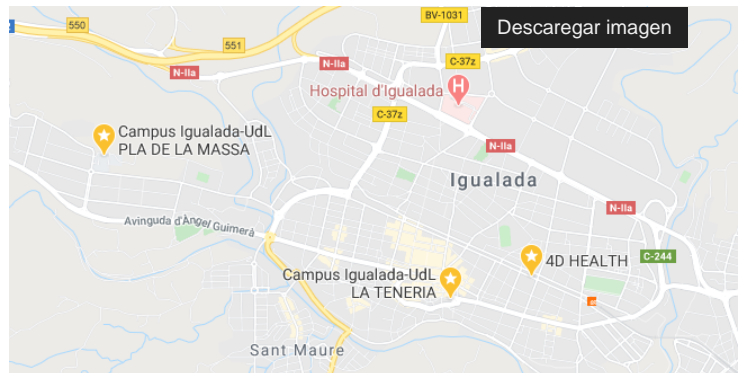 Descaregar imagen
BV-1031
550
551
C-37z
N-IIa
N-IIa
Hospital d'Igualada
H
C-37z
Campus Igualada-UdL
PLA DE LA MASSA
N-IIa
Igualada
N-IIa
Avinguda d'Àngel Guimerà
C-244
4D HEALTH
Campus Igualada-UdL
LA TENERIA
Sant Maure